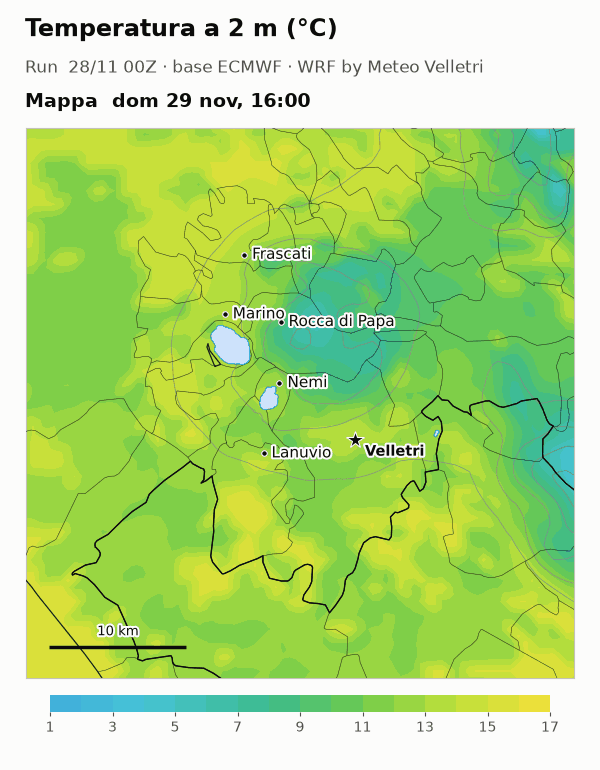 Temperatura a 2 m (°C)
Run  28/11 00Z · base ECMWF · WRF by Meteo Velletri
Mappa  dom 29 nov, 16:00
Frascati
Marino
Rocca di Papa
Nemi
Lanuvio
Velletri
10 km
1 3 5 7 9 11 13 15 17